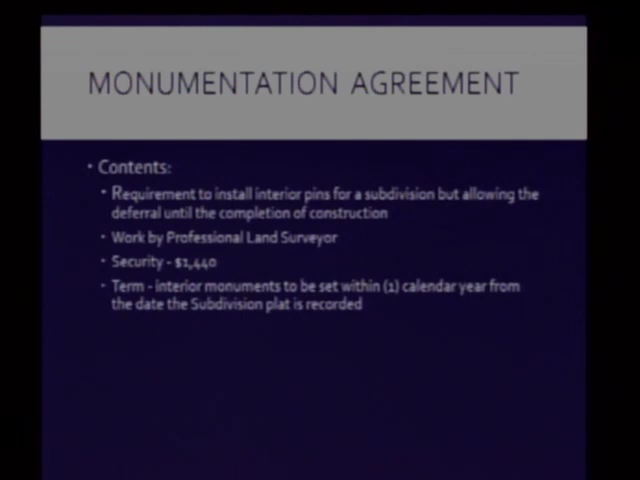 MONUMENTATION AGREEMENT
• Contents:
• Requirement to install interior pins for a subdivision but allowing the
deferral until the completion of construction
• Work by Professional Land Surveyor
• Security - $1,440
• Term - interior monuments to be set within (1) calendar year from
the date the Subdivision plat is recorded